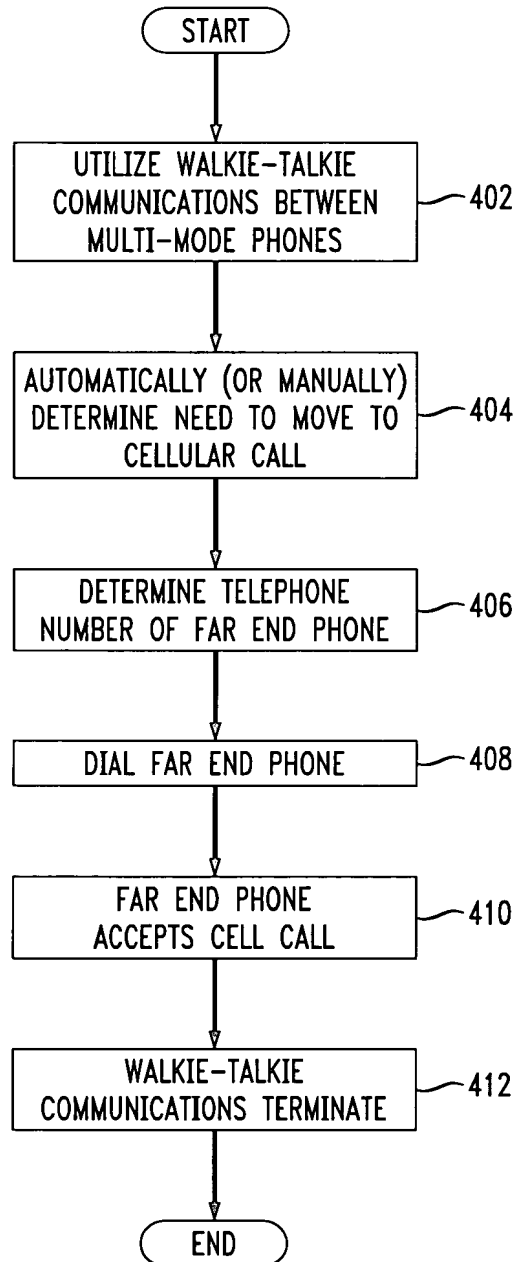 START
UTILIZE WALKIE-TALKIE
COMMUNICATIONS BETWEEN
MULTI-MODE PHONES
402
AUTOMATICALLY (OR MANUALLY)
DETERMINE NEED TO MOVE TO
CELLULAR CALL
404
DETERMINE TELEPHONE
NUMBER OF FAR END PHONE
406
DIAL FAR END PHONE
408
FAR END PHONE
ACCEPTS CELL CALL
410
WALKIE-TALKIE
COMMUNICATIONS TERMINATE
412
END